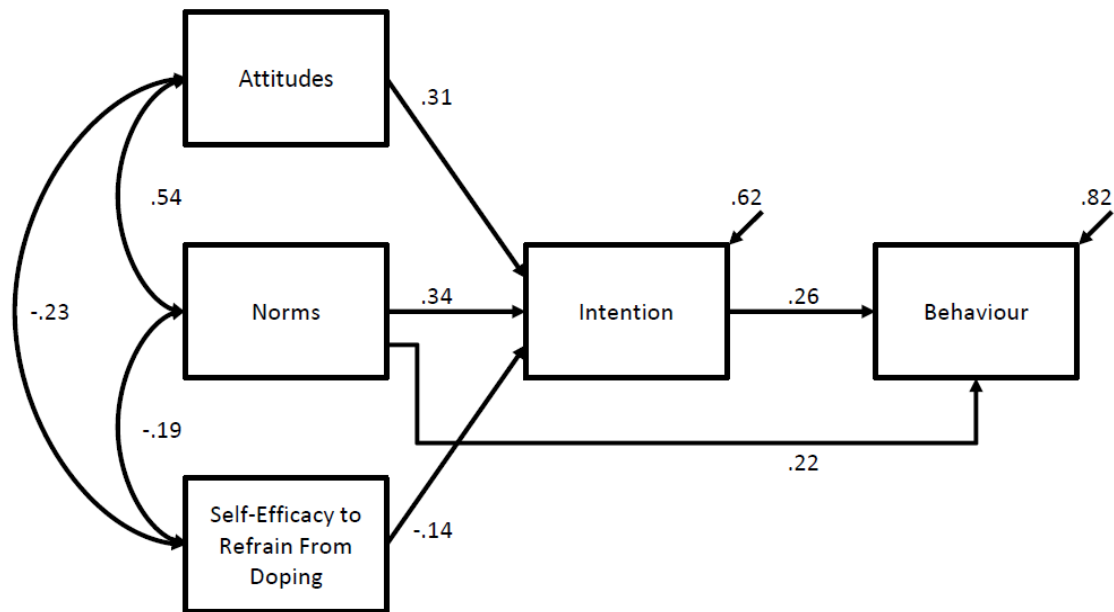 Attitudes
.31
.54
.62
.82
-.23
Norms
.34
Intention
.26
Behaviour
-.19
.22
Self-Efficacy to
Refrain From
Doping
-.14